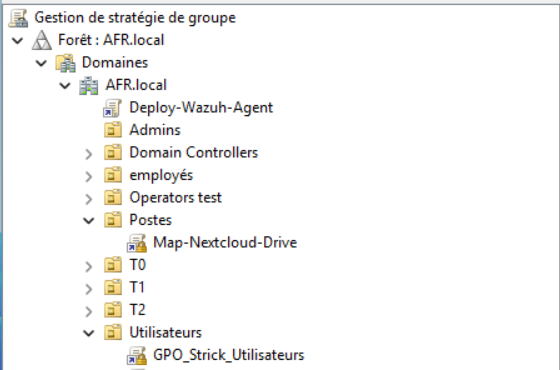 Gestion de stratégie de groupe
Forêt : AFR.local
Domaines
AFR.local
Deploy-Wazuh-Agent
Admins
Domain Controllers
employés
Operators test
Postes
Map-Nextcloud-Drive
T0
T1
T2
Utilisateurs
GPO_Strick_Utilisateurs